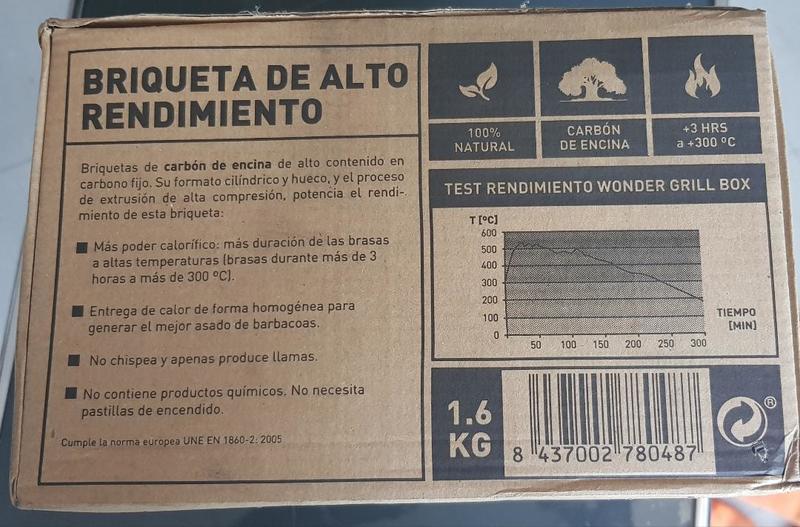 BRIQUETA DE ALTO
RENDIMIENTO
Briquetas de carbón de encina de alto contenido en
carbono fijo. Su formato cilíndrico y hueco, y el proceso
de extrusión de alta compresión, potencia el rendi-
miento de esta briqueta:
Más poder calorífico: más duración de las brasas
a altas temperaturas (brasas durante más de 3
horas a más de 300 ºC).
Entrega de calor de forma homogénea para
generar el mejor asado de barbacoas.
No chispea y apenas produce llamas.
No contiene productos químicos. No necesita
pastillas de encendido.
Cumple la norma europea UNE EN 1860-2: 2005
100%
NATURAL
CARBÓN
DE ENCINA
+3 HRS
a +300 ºC
TEST RENDIMIENTO WONDER GRILL BOX
T [ºC]
600
500
400
300
200
100
0
50 100 150 200 250 300
TIEMPO
[MIN]
1.6
KG
8 437002 780487
®